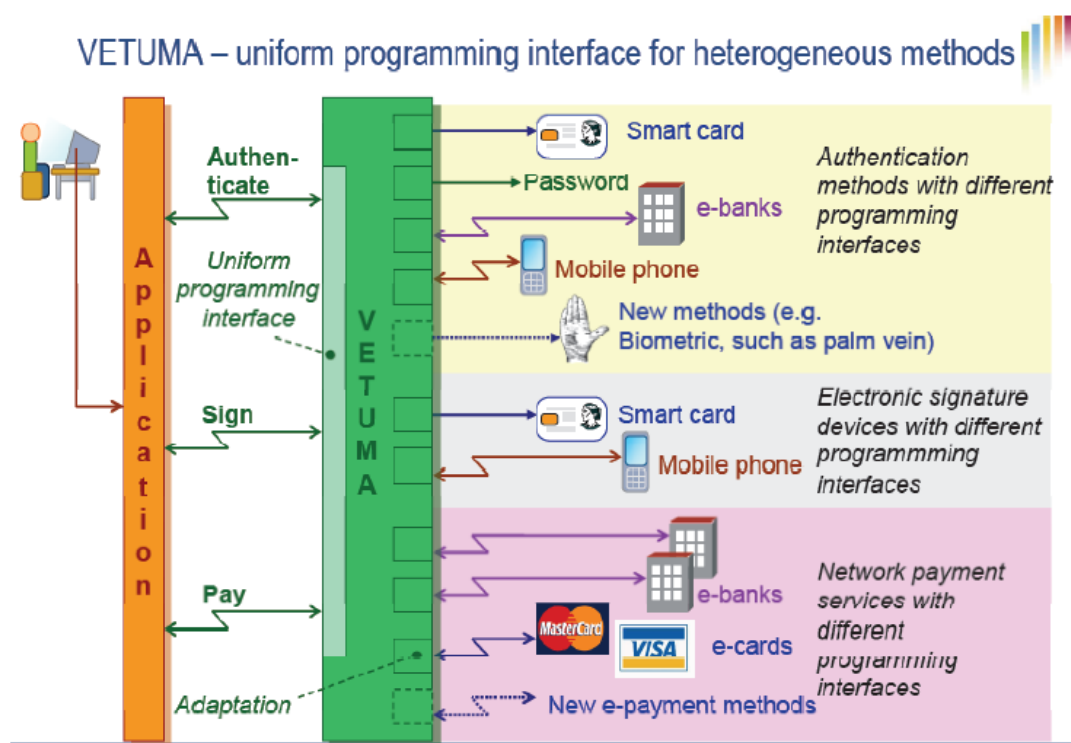 VETUMA – uniform programming interface for heterogeneous methods
Application
VETUMA
Authen-
ticate
Uniform
programming
interface
Sign
Pay
Adaptation
Smart card
Password
e-banks
Mobile phone
New methods (e.g.
Biometric, such as palm vein)
Authentication
methods with different
programming
interfaces
Smart card
Mobile phone
Electronic signature
devices with different
programmming
interfaces
e-banks
MasterCard
VISA
e-cards
New e-payment methods
Network payment
services with
different
programming
interfaces